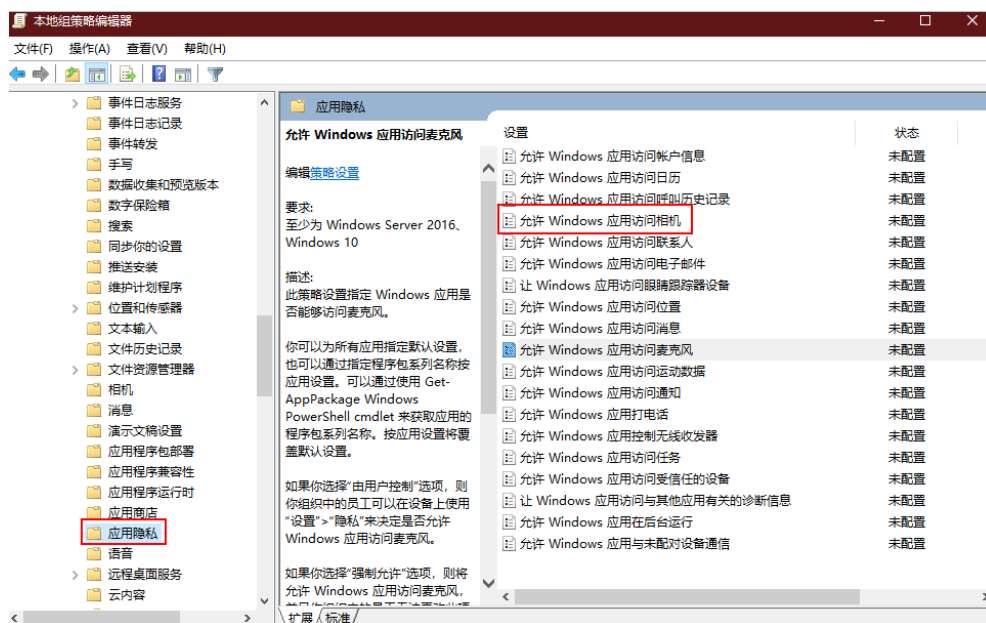 本地组策略编辑器
文件(F) 操作(A) 查看(V) 帮助(H)
事件日志服务
事件日志记录
事件转发
手写
数据收集和预览版本
数字保险箱
搜索
同步你的设置
推送安装
维护计划程序
位置和传感器
文本输入
文件历史记录
文件资源管理器
相机
消息
演示文稿设置
应用程序包部署
应用程序兼容性
应用程序运行时
应用商店
应用隐私
语音
远程桌面服务
云内容
应用隐私
允许 Windows 应用访问麦克风
编辑策略设置
要求:
至少为 Windows Server 2016、
Windows 10
描述:
此策略设置指定 Windows 应用是
否能够访问麦克风。
你可以为所有应用指定默认设置，
也可以通过指定程序包系列名称按
应用设置。可以通过使用 Get-
AppPackage Windows
PowerShell cmdlet 来获取应用的
程序包系列名称。按应用设置将覆
盖默认设置。
如果你选择“由用户控制”选项，则
你组织中的员工可以在设备上使用
“设置”>“隐私”来决定是否允许
Windows 应用访问麦克风。
如果你选择“强制允许”选项，则将
允许 Windows 应用访问麦克风，
设置 状态
允许 Windows 应用访问帐户信息 未配置
允许 Windows 应用访问日历 未配置
允许 Windows 应用访问呼叫历史记录 未配置
允许 Windows 应用访问相机 未配置
允许 Windows 应用访问联系人 未配置
允许 Windows 应用访问电子邮件 未配置
让 Windows 应用访问眼睛跟踪器设备 未配置
允许 Windows 应用访问位置 未配置
允许 Windows 应用访问消息 未配置
允许 Windows 应用访问麦克风 未配置
允许 Windows 应用访问运动数据 未配置
允许 Windows 应用访问通知 未配置
允许 Windows 应用打电话 未配置
允许 Windows 应用控制无线收发器 未配置
允许 Windows 应用访问任务 未配置
允许 Windows 应用访问受信任的设备 未配置
让 Windows 应用访问与其他应用有关的诊断信息 未配置
允许 Windows 应用在后台运行 未配置
允许 Windows 应用与未配对设备通信 未配置
扩展 标准